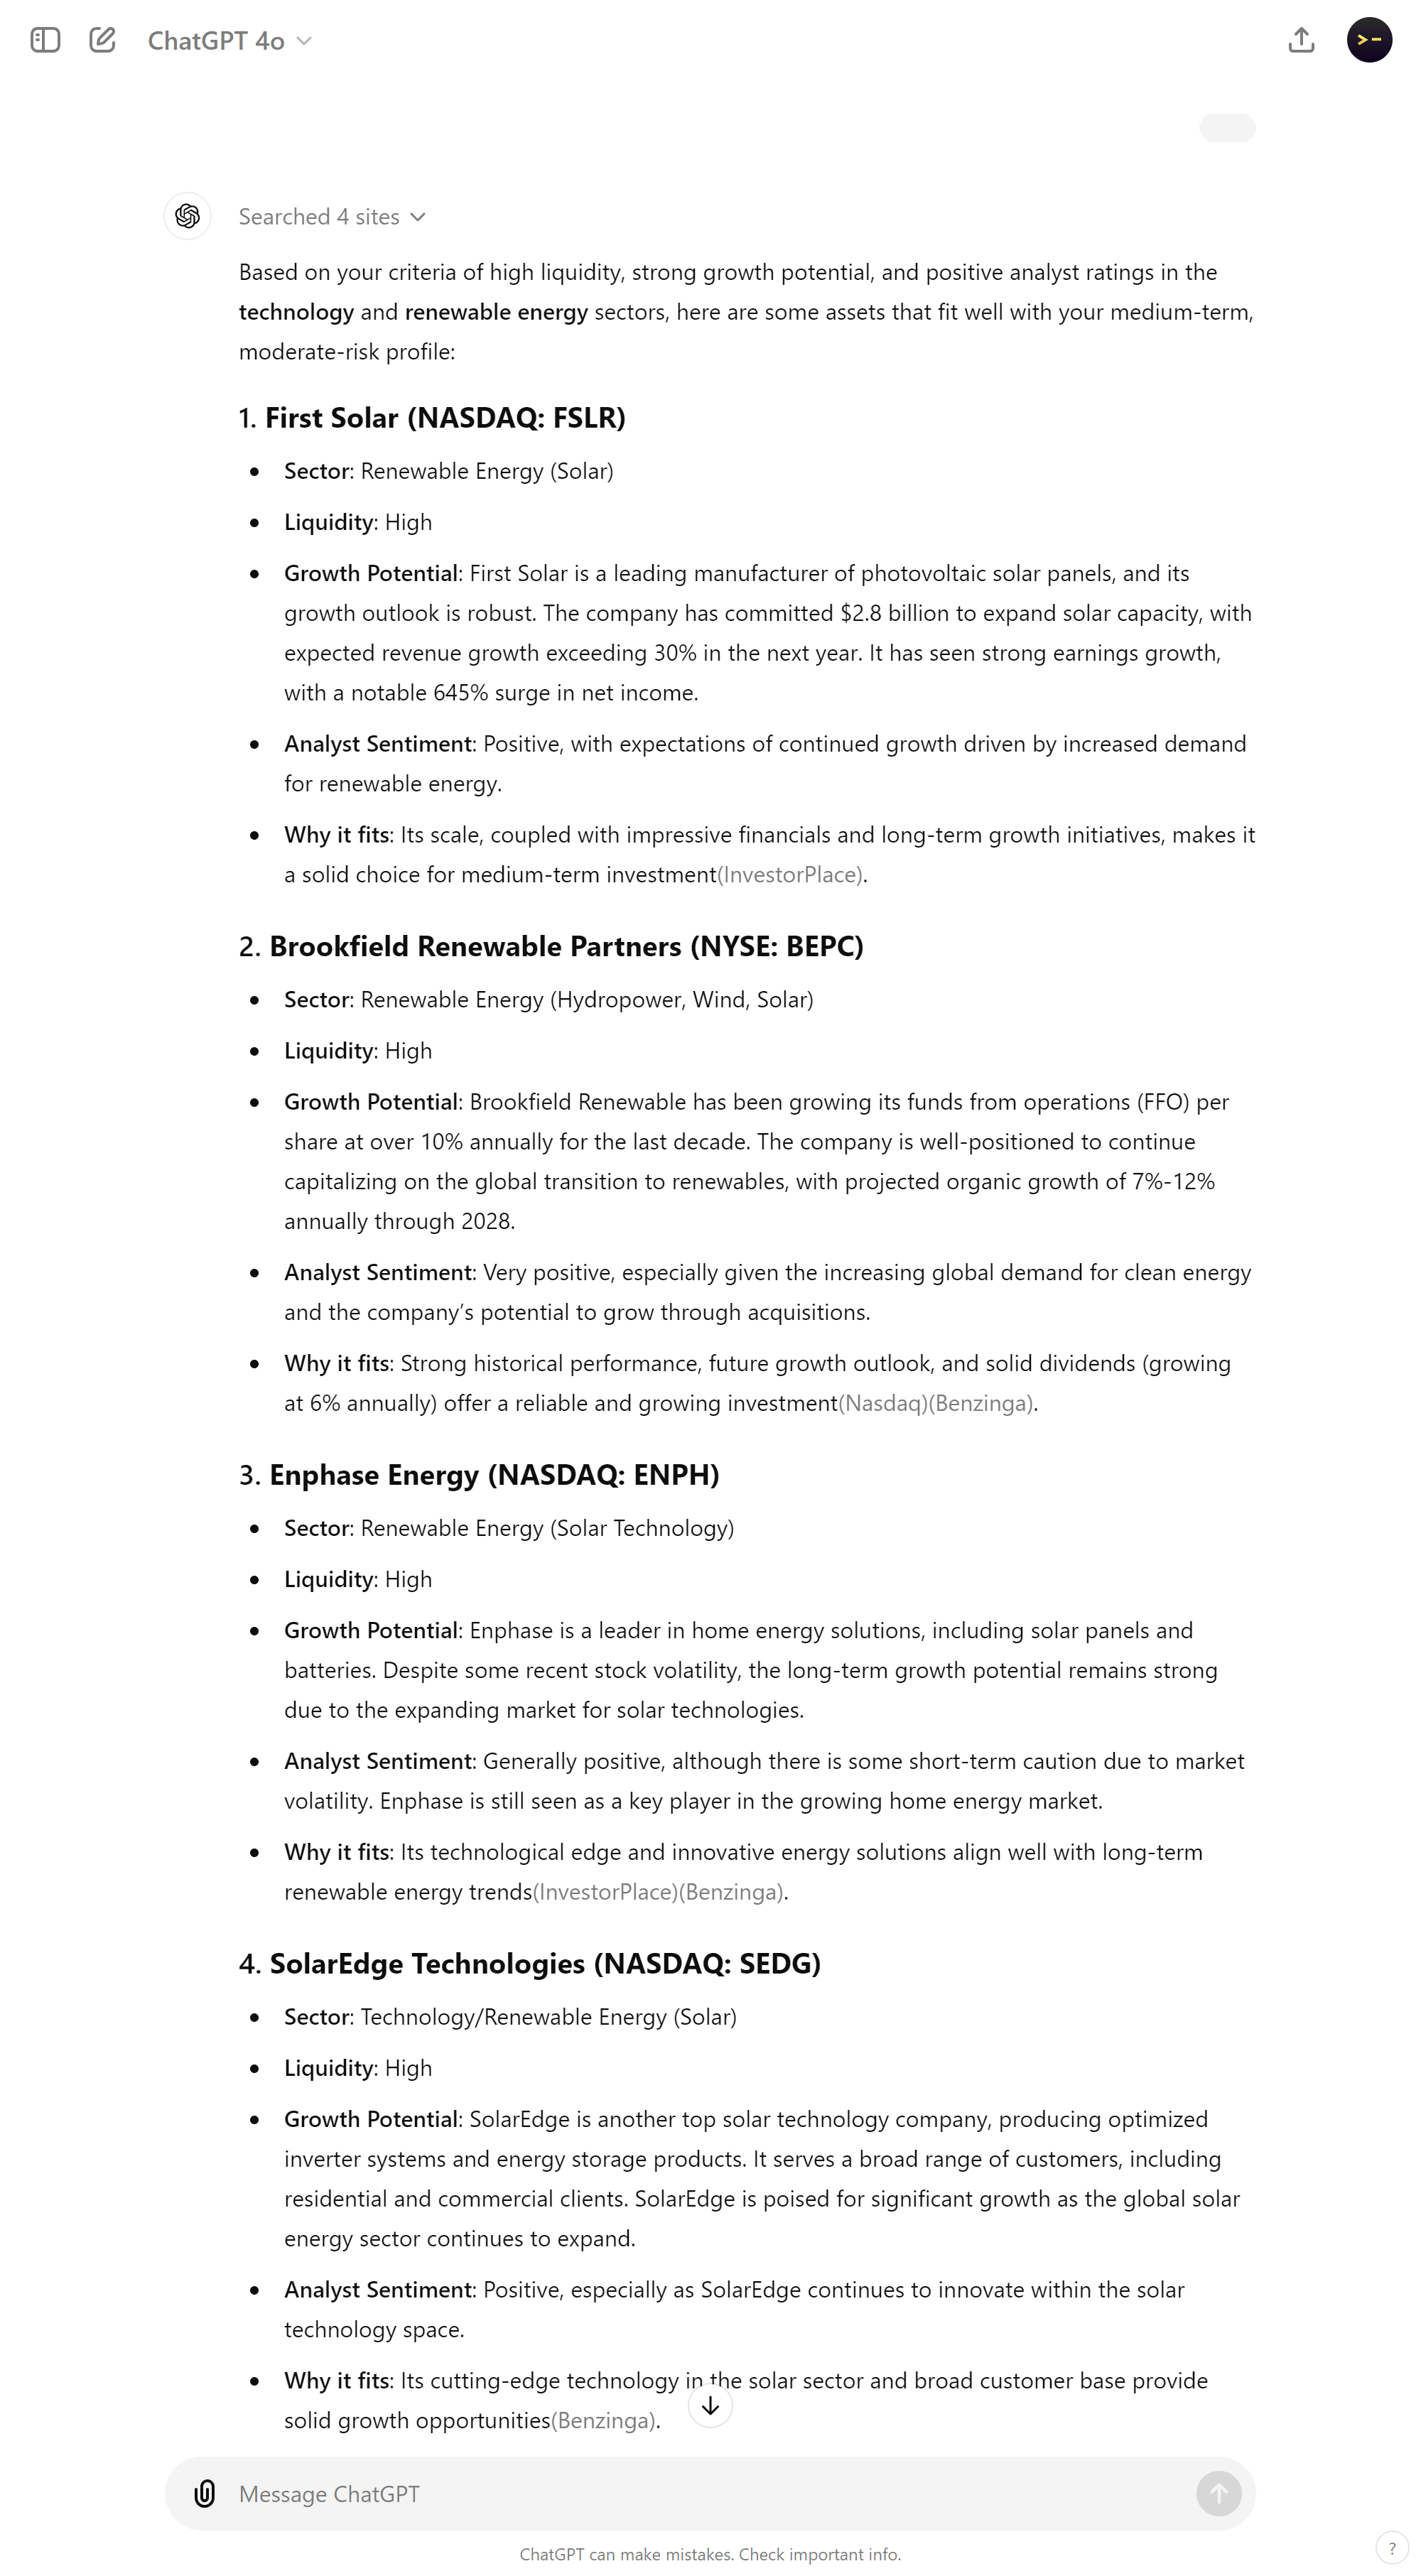 ChatGPT 4o
Searched 4 sites
Based on your criteria of high liquidity, strong growth potential, and positive analyst ratings in the
technology and renewable energy sectors, here are some assets that fit well with your medium-term,
moderate-risk profile:
1. First Solar (NASDAQ: FSLR)
• Sector: Renewable Energy (Solar)
• Liquidity: High
• Growth Potential: First Solar is a leading manufacturer of photovoltaic solar panels, and its
growth outlook is robust. The company has committed $2.8 billion to expand solar capacity, with
expected revenue growth exceeding 30% in the next year. It has seen strong earnings growth,
with a notable 645% surge in net income.
• Analyst Sentiment: Positive, with expectations of continued growth driven by increased demand
for renewable energy.
• Why it fits: Its scale, coupled with impressive financials and long-term growth initiatives, makes it
a solid choice for medium-term investment(InvestorPlace).
2. Brookfield Renewable Partners (NYSE: BEPC)
• Sector: Renewable Energy (Hydropower, Wind, Solar)
• Liquidity: High
• Growth Potential: Brookfield Renewable has been growing its funds from operations (FFO) per
share at over 10% annually for the last decade. The company is well-positioned to continue
capitalizing on the global transition to renewables, with projected organic growth of 7%-12%
annually through 2028.
• Analyst Sentiment: Very positive, especially given the increasing global demand for clean energy
and the company’s potential to grow through acquisitions.
• Why it fits: Strong historical performance, future growth outlook, and solid dividends (growing
at 6% annually) offer a reliable and growing investment(Nasdaq)(Benzinga).
3. Enphase Energy (NASDAQ: ENPH)
• Sector: Renewable Energy (Solar Technology)
• Liquidity: High
• Growth Potential: Enphase is a leader in home energy solutions, including solar panels and
batteries. Despite some recent stock volatility, the long-term growth potential remains strong
due to the expanding market for solar technologies.
• Analyst Sentiment: Generally positive, although there is some short-term caution due to market
volatility. Enphase is still seen as a key player in the growing home energy market.
• Why it fits: Its technological edge and innovative energy solutions align well with long-term
renewable energy trends(InvestorPlace)(Benzinga).
4. SolarEdge Technologies (NASDAQ: SEDG)
• Sector: Technology/Renewable Energy (Solar)
• Liquidity: High
• Growth Potential: SolarEdge is another top solar technology company, producing optimized
inverter systems and energy storage products. It serves a broad range of customers, including
residential and commercial clients. SolarEdge is poised for significant growth as the global solar
energy sector continues to expand.
• Analyst Sentiment: Positive, especially as SolarEdge continues to innovate within the solar
technology space.
• Why it fits: Its cutting-edge technology in the solar sector and broad customer base provide
solid growth opportunities(Benzinga).
Message ChatGPT
ChatGPT can make mistakes. Check important info.
?